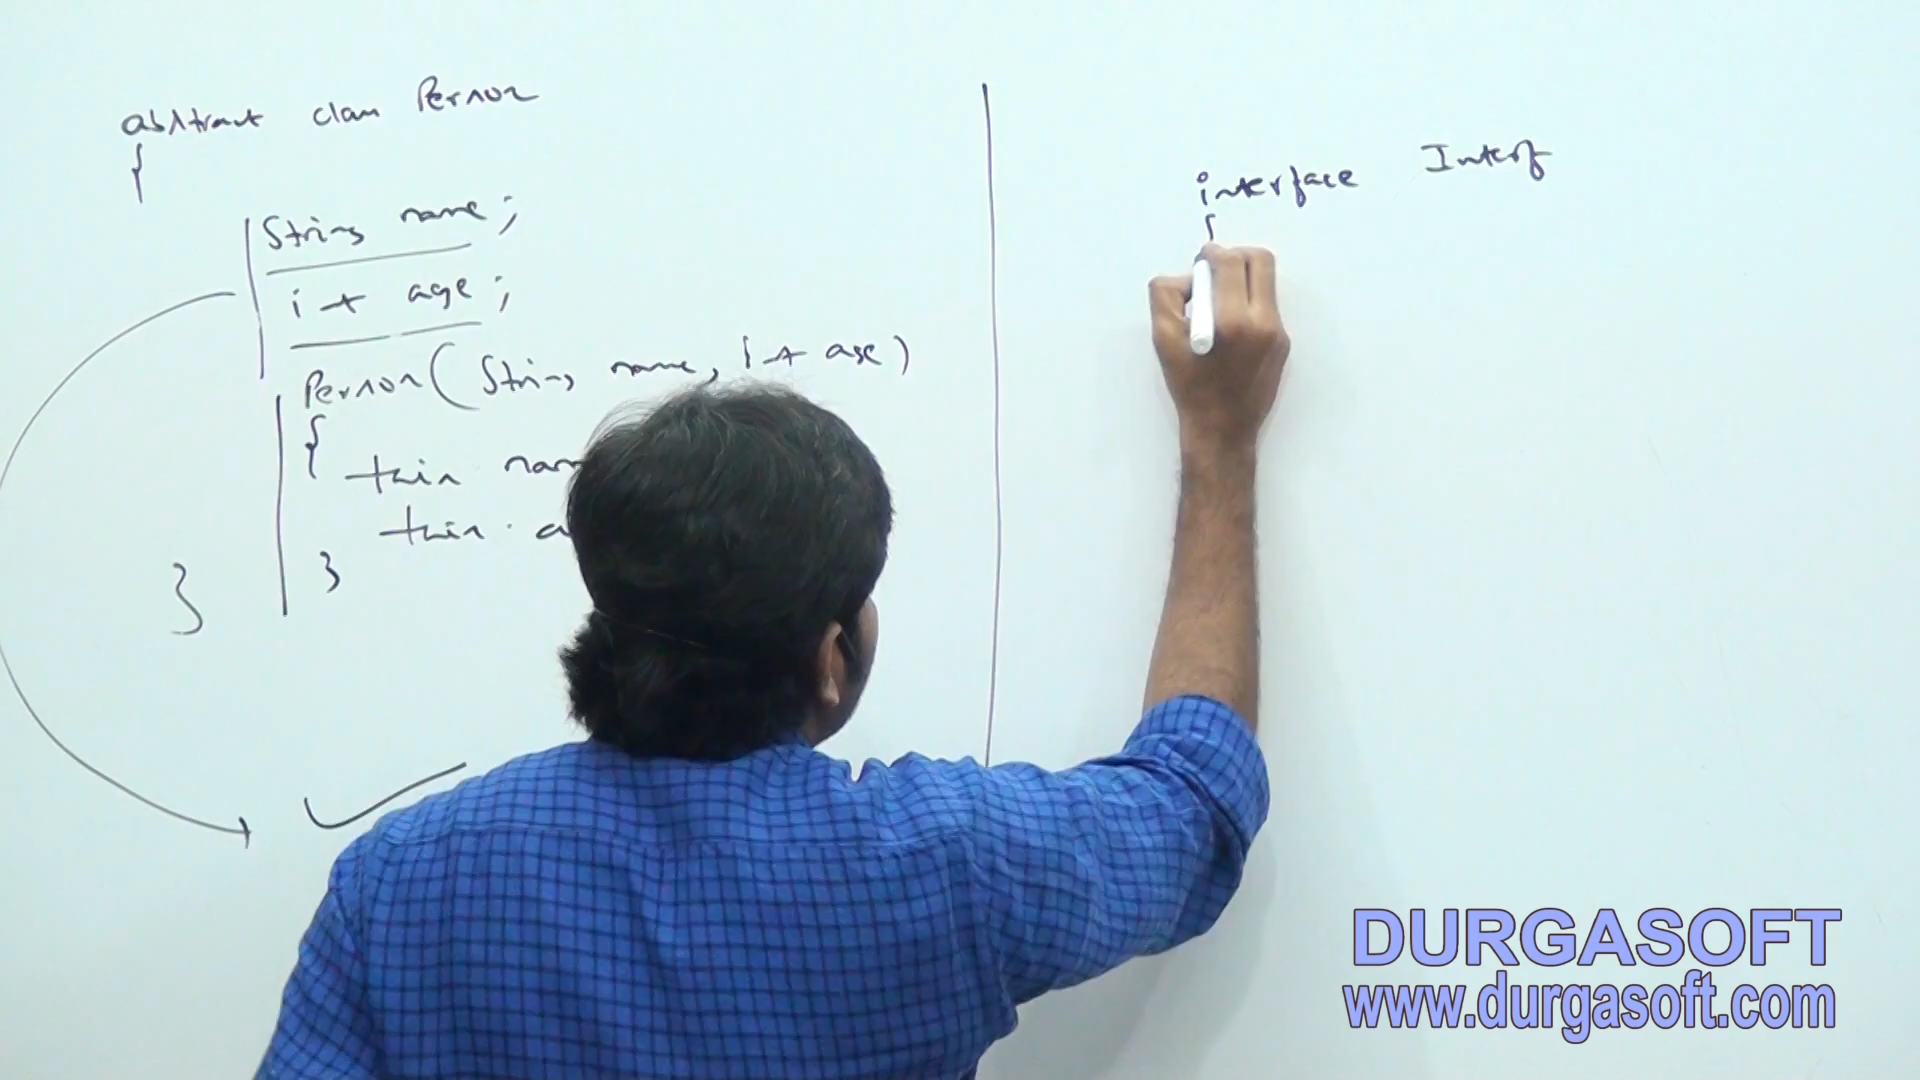 abstract class Person
{
String name;
int age;
Person(String name, int age)
{
this nam
this. a
}
}
interface Interf
{
DURGASOFT
www.durgasoft.com